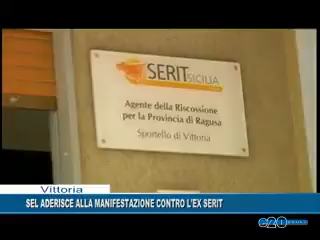 SERIT SICILIA
Agente della Riscossione
per la Provincia di Ragusa
Sportello di Vittoria
Vittoria
SEL ADERISCE ALLA MANIFESTAZIONE CONTRO L'EX SERIT
e20